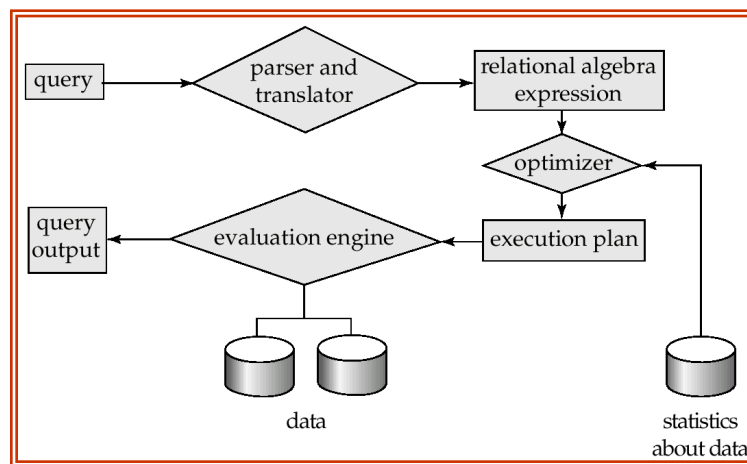 query
parser and
translator
relational algebra
expression
optimizer
query
output
evaluation engine
execution plan
data
statistics
about data